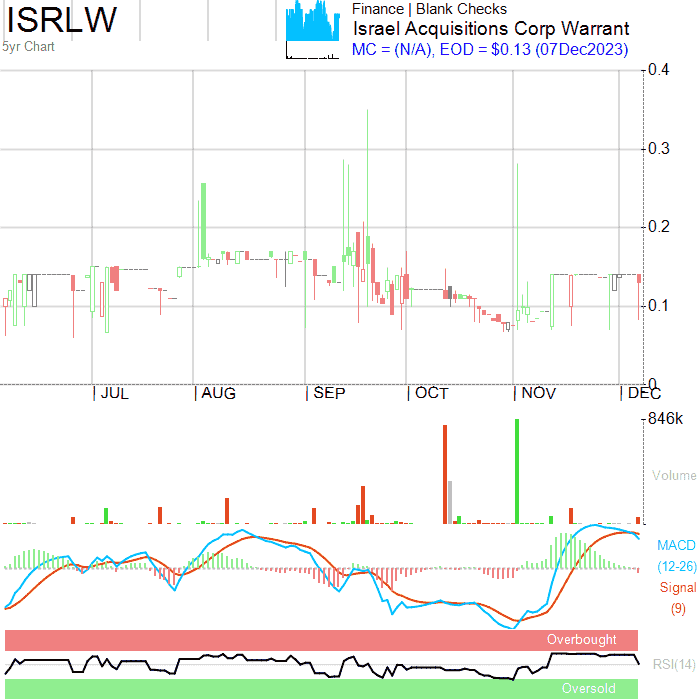 ISRLW
5yr Chart
Finance | Blank Checks
Israel Acquisitions Corp Warrant
MC = (N/A), EOD = $0.13 (07Dec2023)
0.4
0.3
0.2
0.1
0
JUL
AUG
SEP
OCT
NOV
DEC
846k
Volume
MACD
(12-26)
Signal
(9)
Overbought
RSI(14)
Oversold